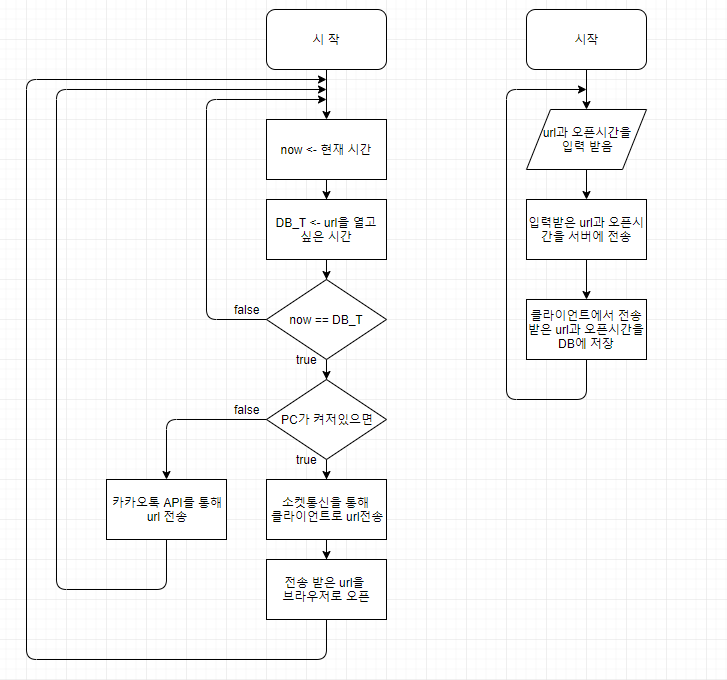 시 작
now <- 현재 시간
DB_T <- url을 열고
싶은 시간
false
now == DB_T
true
false
PC가 켜저있으면
true
카카오톡 API를 통해
url 전송
소켓통신을 통해
클라이언트로 url전송
전송 받은 url을
브라우저로 오픈
시작
url과 오픈시간을
입력 받음
입력받은 url과 오픈시
간을 서버에 전송
클라이언트에서 전송
받은 url과 오픈시간을
DB에 저장